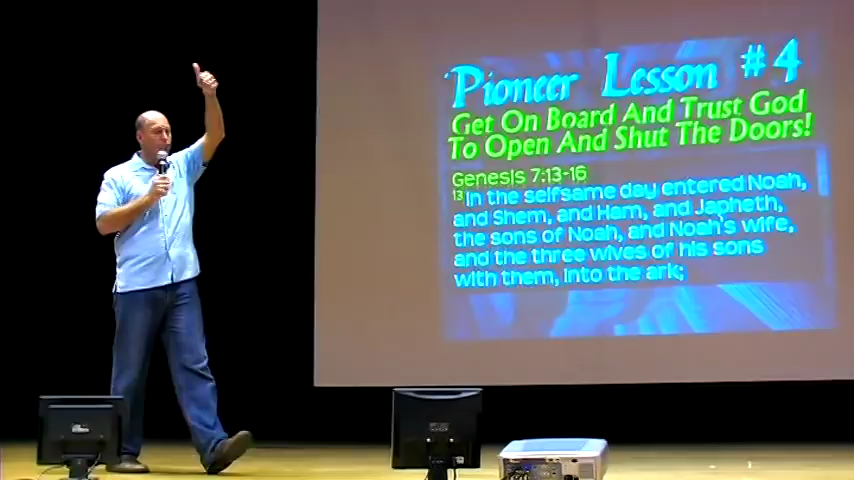 Pioneer Lesson #4
Get On Board And Trust God
To Open And Shut The Doors!
Genesis 7:13-16
13 In the selfsame day entered Noah,
and Shem, and Ham, and Japheth,
the sons of Noah, and Noah's wife,
and the three wives of his sons
with them, into the ark;